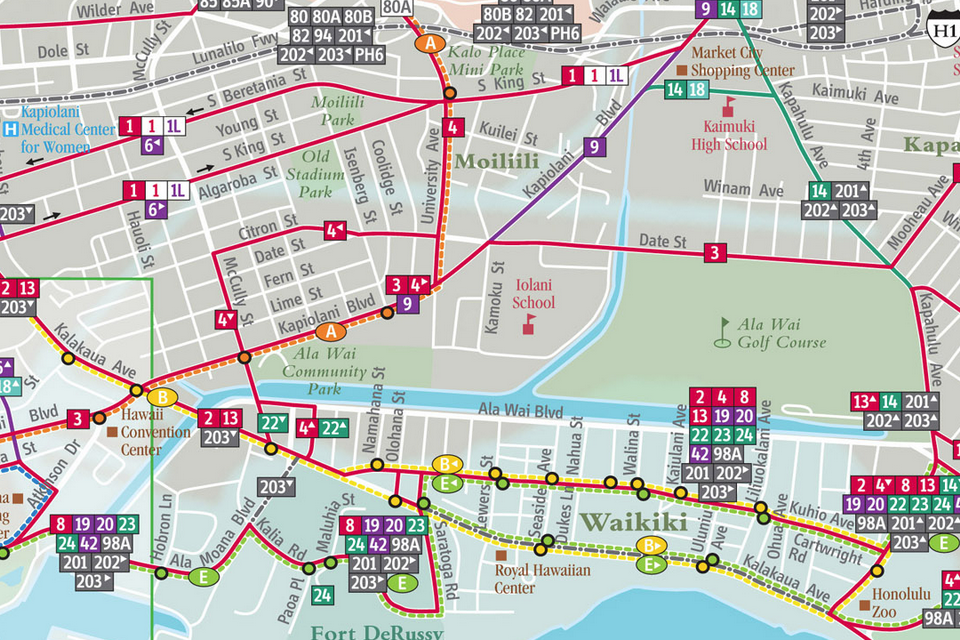 Wilder Ave
85 85A 90
80 80A 80B
82 94 201
202 203 PH6
80A
80B 82 201
202 203 PH6
9 14 18
202
203
Harding
H1
Dole St
McCully St
Lunalilo Fwy
A
Kalo Place
Mini Park
Market City
Shopping Center
S King St
1 1 1L
14 18
Kaimuki Ave
S Beretania St
Moiliili
Park
Kapiolani
Medical Center
for Women
H
1 1 1L
6
Young St
S King St
4
Kuilei St
Kaimuki
High School
Kapahulu Ave
4th Ave
Moiliili
9
Kapiolani Blvd
Old
Stadium
Park
Isenberg St
Coolidge St
University Ave
Algaroba St
1 1 1L
6
203
Winam Ave
14 201
202 203
Mooheau Ave
Hauoli St
Citron St
4
Date St
Date St
3
Fern St
Lime St
McCully St
2 13
203
3 4
9
Kamoku St
Iolani
School
Kapiolani Blvd
A
4
Ala Wai
Golf Course
Kapahulu Ave
Kalakaua Ave
Ala Wai
Community
Park
B
3
Hawaii
Convention
Center
2 13
203
22
4 22
Namahana St
Olohana St
Ala Wai Blvd
2 4 8
13 19 20
22 23 24
42 98A
201 202
203
13 14 201
202 203
18
St
Blvd
Atkinson Dr
B
E
Lewers St
Seaside Ave
Dukes Ln
Nahua St
Walina St
Kaiulani Ave
Liliuokalani Ave
203
Waikiki
Kuhio Ave
2 4 8 13 14
19 20 22 23 24
98A 201 202
203
E
8 19 20 23
24 42 98A
201 202
203
Hobron Ln
Ala Moana Blvd
E
Kalia Rd
Maluhia St
Paoa Pl
24
8 19 20 23
24 42 98A
201 202
203
E
Saratoga Rd
Royal Hawaiian
Center
B
E
Uluniu Ave
Ohua Ave
Cartwright
Rd
Kalakaua Ave
Honolulu
Zoo
4
22
98A
Fort DeRussy